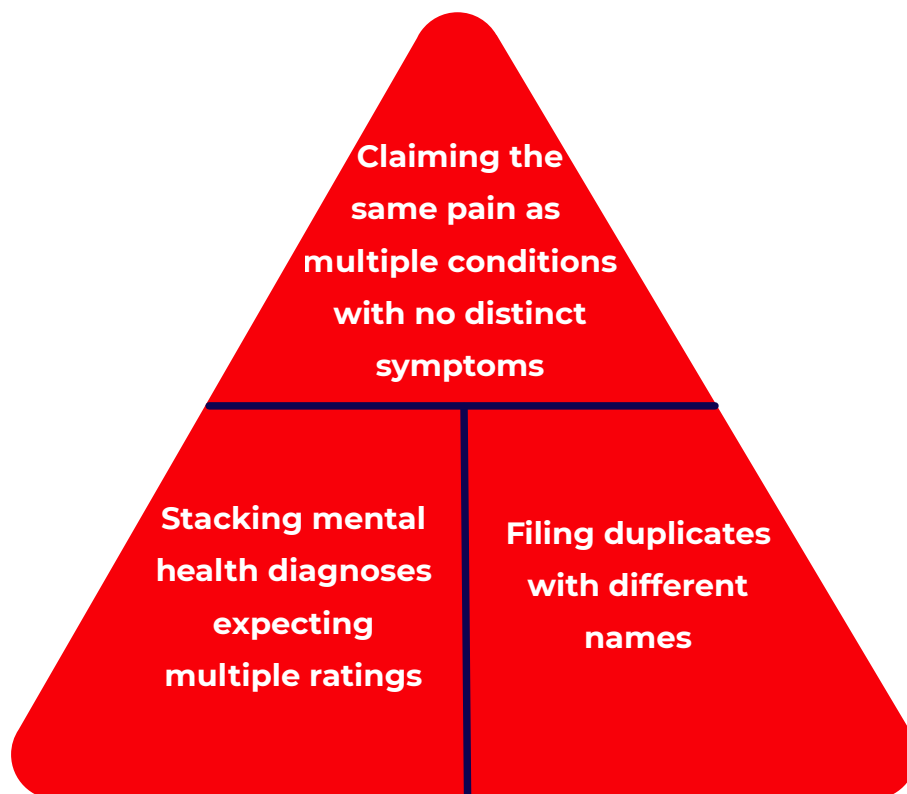 Claiming the
same pain as
multiple conditions
with no distinct
symptoms
Stacking mental
health diagnoses
expecting
multiple ratings
Filing duplicates
with different
names